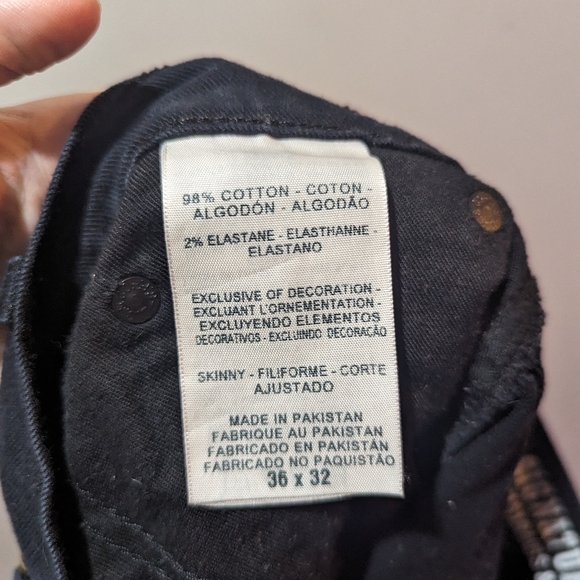 98% COTTON - COTON -
ALGODÓN - ALGODÃO
2% ELASTANE - ELASTHANNE -
ELASTANO
EXCLUSIVE OF DECORATION -
EXCLUANT L'ORNEMENTATION -
EXCLUYENDO ELEMENTOS
DECORATIVOS - EXCLUINDO DECORAÇÃO
SKINNY - FILIFORME - CORTE
AJUSTADO
MADE IN PAKISTAN
FABRIQUE AU PAKISTAN
FABRICADO EN PAKISTÁN
FABRICADO NO PAQUISTÃO
36 x 32